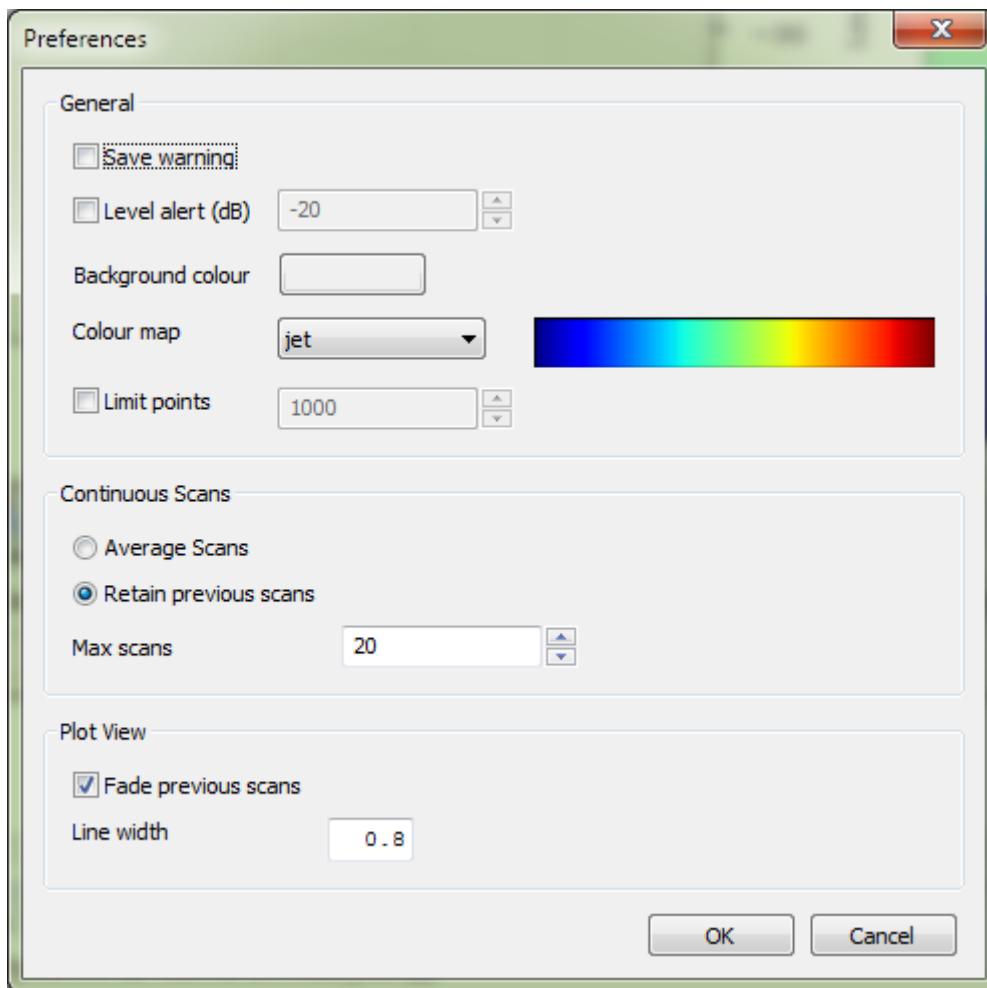 Preferences
General
Save warning
Level alert (dB) -20
Background colour
Colour map jet
Limit points 1000
Continuous Scans
Average Scans
Retain previous scans
Max scans 20
Plot View
Fade previous scans
Line width 0.8
OK Cancel